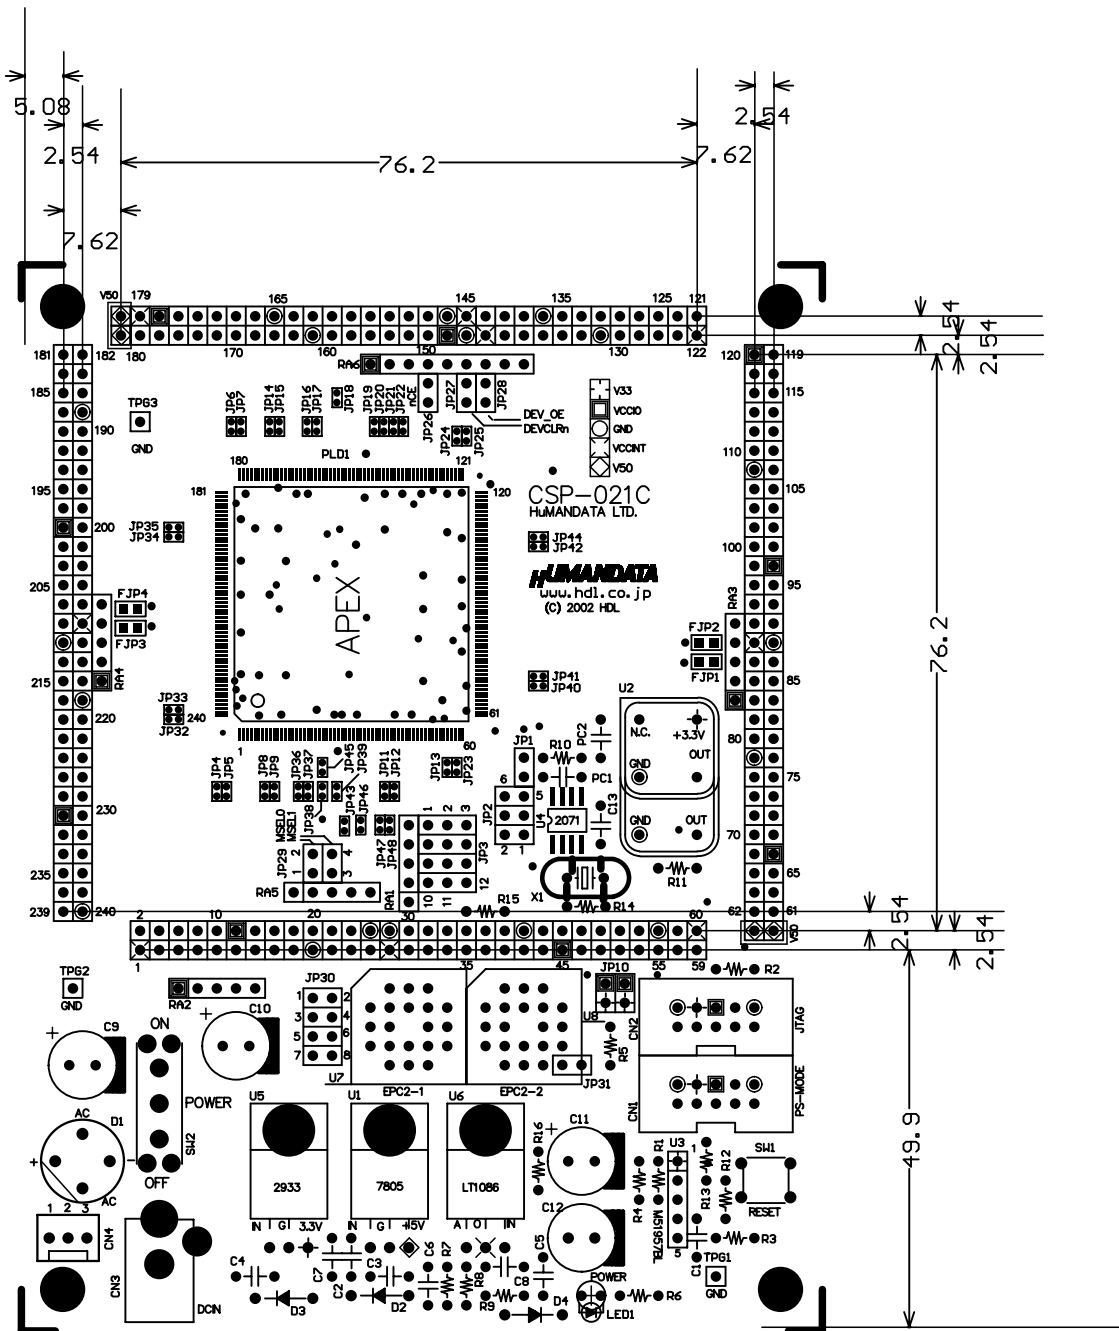 5.08
2.54
2.54
76.2
7.62
7.62
V50 179 165 145 135 125 121
2.54
2.54
181 182 180 170 160 150 130 122 120 119
RA6
185
JP6 JP7 JP14 JP15 JP16 JP17 JP18 JP19 JP20 JP21 JP22 ACE JP26 JP27 JP28
V33
115
TPG3
VCCIO
DEV_OE
DEVCLRn
GND
190
GND
JP24 JP25
VCCINT
110
PLD1
V50
180 121
195 181 120
CSP-021C
105
HuMANDATA LTD.
200
JP35
JP34
JP44
JP42
100
HUMANDATA
www.hdl.co.jp
(C) 2002 HDL
205
FJP4
95
RA3
APEX
FJP3
FJP2
76.2
RA4
215
JP41
JP40
FJP1
85
JP33
JP32
220
240
61
U2
N.C.
+3.3V
80
1 60
JP4 JP5 JP8 JP9 JP36 JP37 JP45 JP39 JP11 JP12 JP13 JP23
JP1
R10
PC2
PC1
OUT
GND
75
230
JP38 JP43 JP46
MSEL0
MSEL1
1 2 3
6 5
JP2
U4
2071
C13
GND
OUT
70
JP29
2 4
1 3
JP47 JP48
JP3
2 1
235
65
RA5
RA1
10 11 12
X1
R11
R15
R14
239 240
62 61
2 10 20 30 60
V50
2.54
2.54
1 35 45 55 59
TPG2
GND
RA2
JP30
1 2
3 4
5 6
7 8
JP10
R2
C9
ON
C10
U8
R5
CN2
JTAG
U7
EPC2-1
EPC2-2
JP31
POWER
SW2
OFF
AC
D1
+ -
AC
U5
2933
IN G 3.3V
U1
7805
IN G +15V
U6
LT1086
A O IN
R16
C11
CN1
PS-MODE
49.9
R1
U3
1
5
M51957BL
R4
R12
R13
SW1
RESET
1 2 3
CN4
C12
R3
C1
TPG1
GND
CN3
DCIN
C4
D3
C7
C2
C3
D2
C6
R7
R8
R9
C8
C5
D4
POWER
LED1
R6